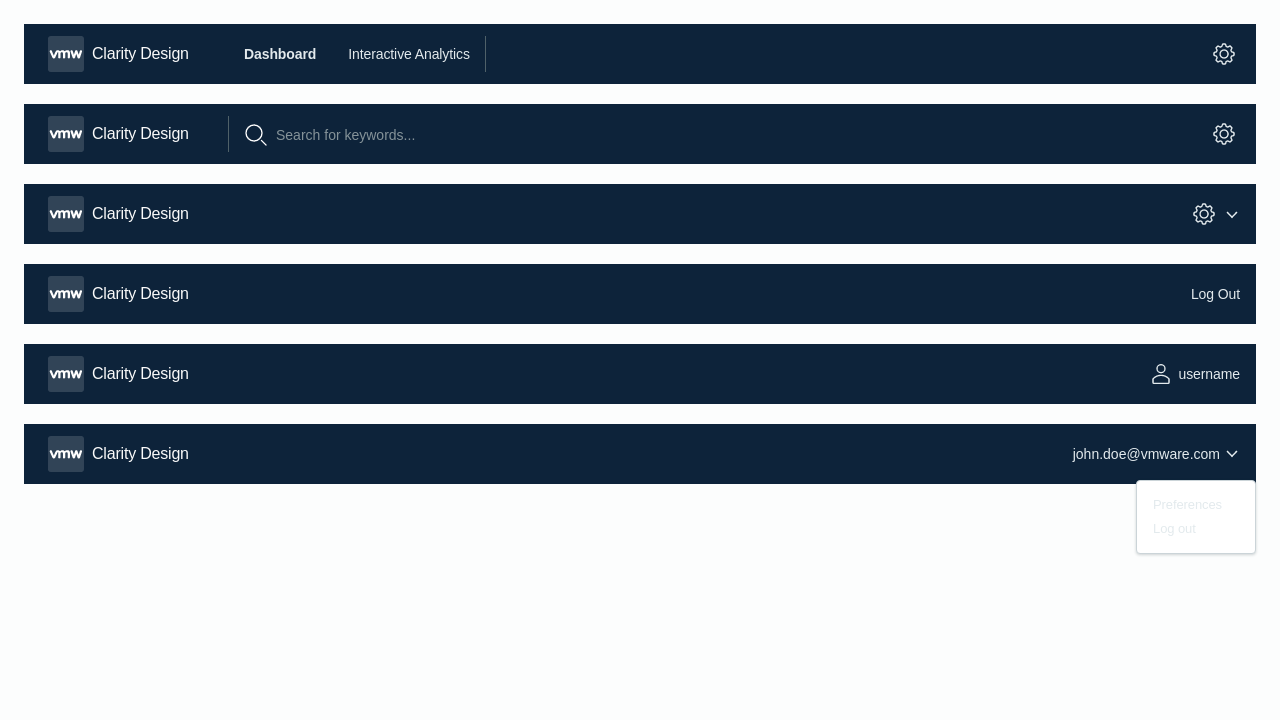 vmw Clarity Design Dashboard Interactive Analytics
vmw Clarity Design Search for keywords...
vmw Clarity Design
vmw Clarity Design Log Out
vmw Clarity Design username
vmw Clarity Design john.doe@vmware.com
Preferences
Log out